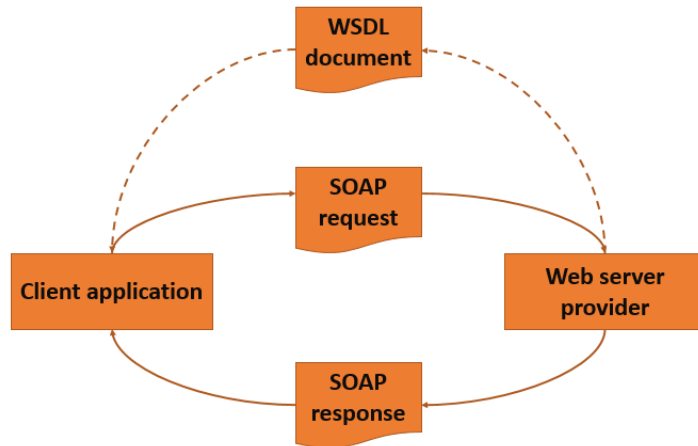 WSDL
document
SOAP
request
Client application
Web server
provider
SOAP
response